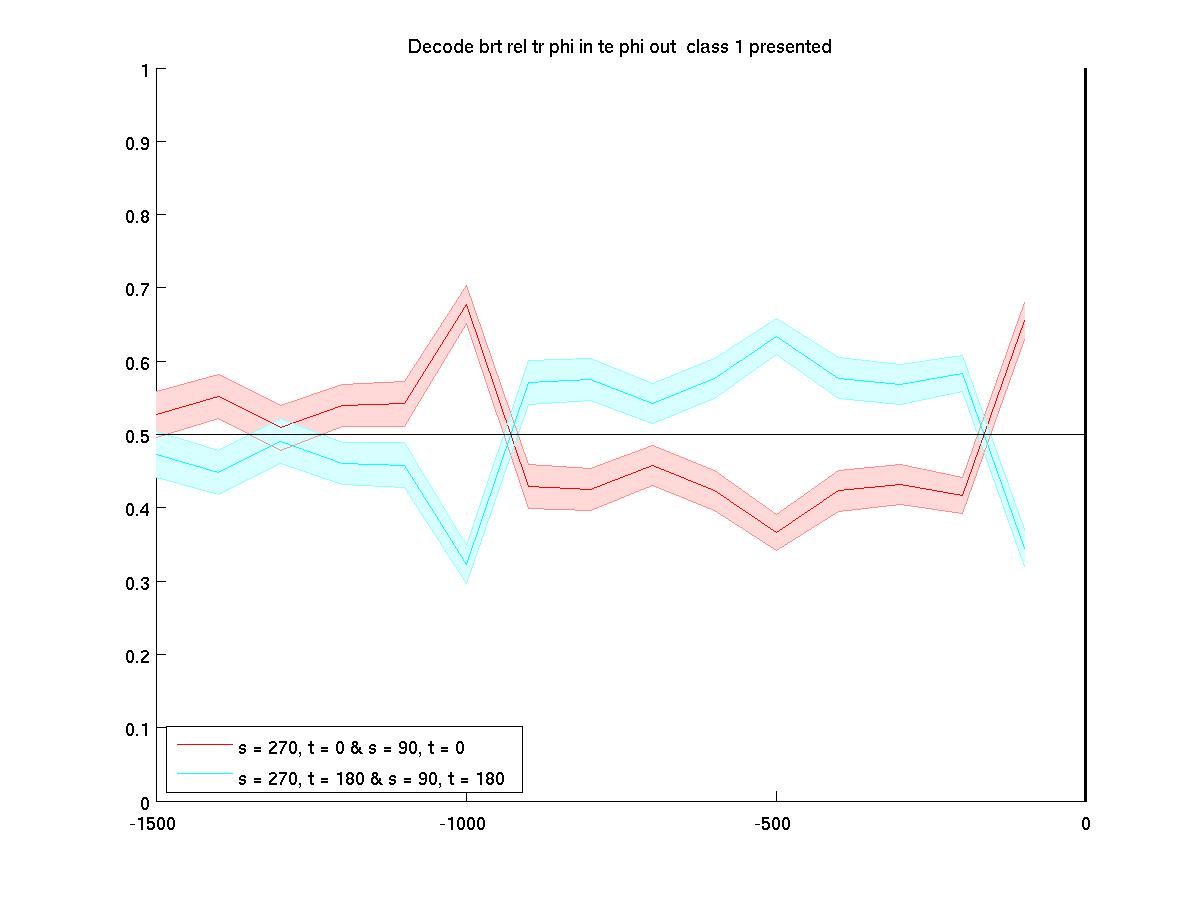 Decode brt rel tr phi in te phi out  class 1 presented
1
0.9
0.8
0.7
0.6
0.5
0.4
0.3
0.2
0.1
0
s = 270, t = 0 & s = 90, t = 0
s = 270, t = 180 & s = 90, t = 180
-1500 -1000 -500 0